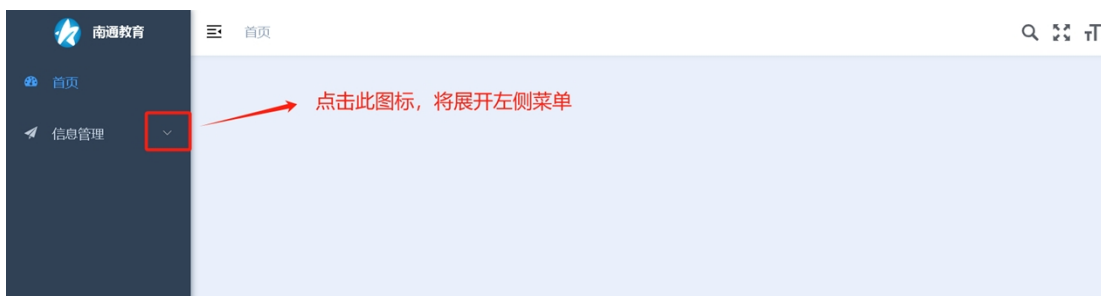 南通教育
首页
首页
点击此图标，将展开左侧菜单
信息管理